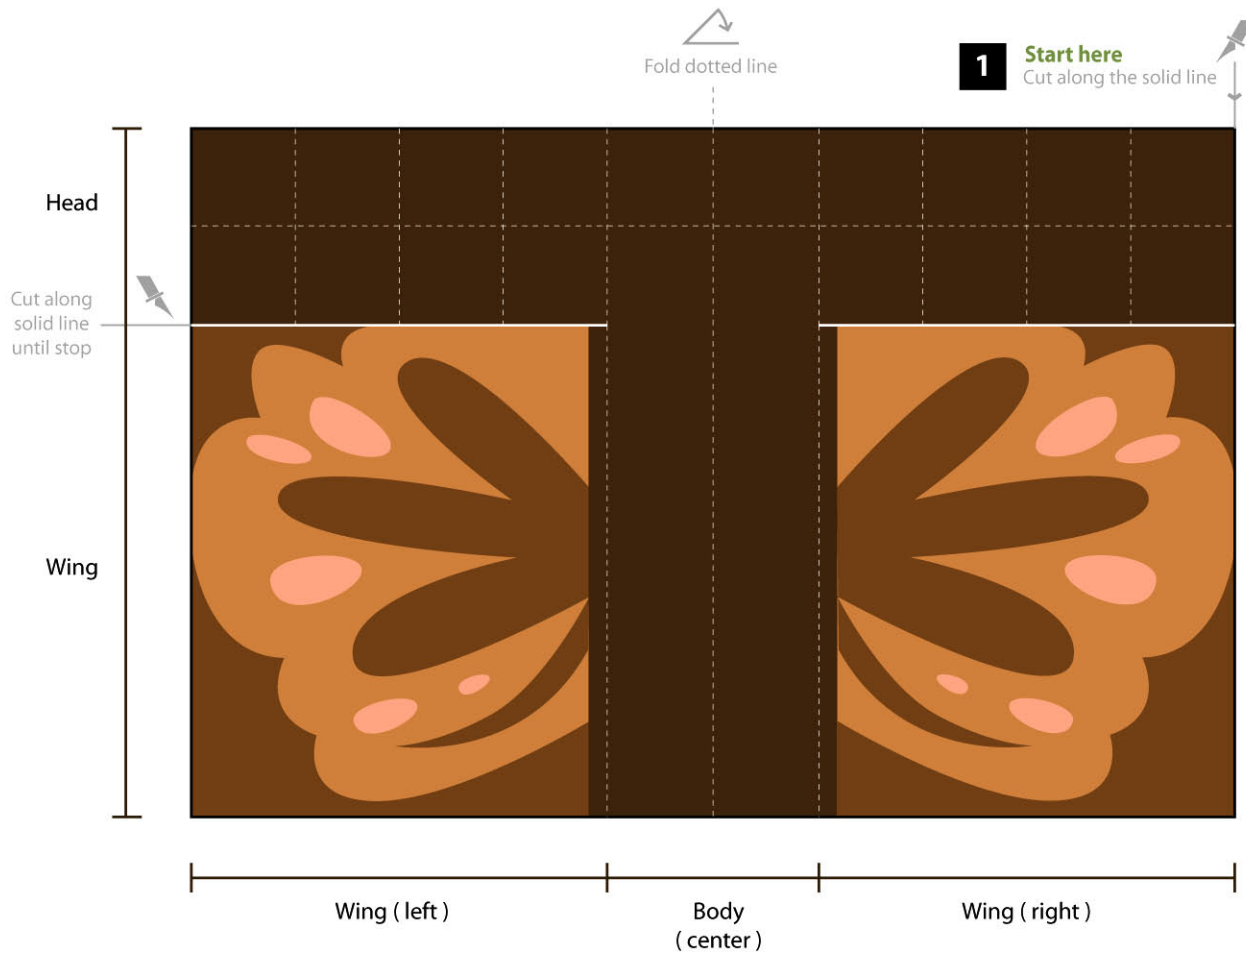 Fold dotted line
1
Start here
Cut along the solid line
Head
Cut along
solid line
until stop
Wing
Wing ( left )
Body
( center )
Wing ( right )